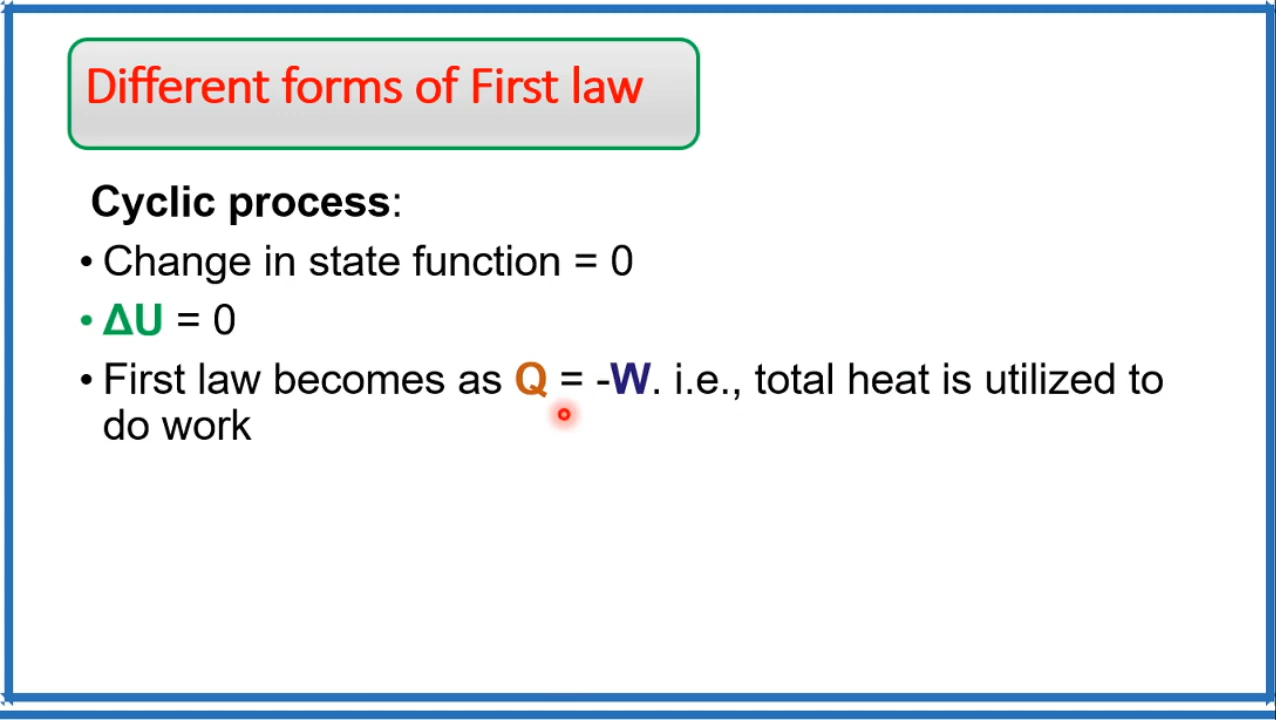 Different forms of First law
Cyclic process:
• Change in state function = 0
• ΔU = 0
• First law becomes as Q = -W. i.e., total heat is utilized to
do work